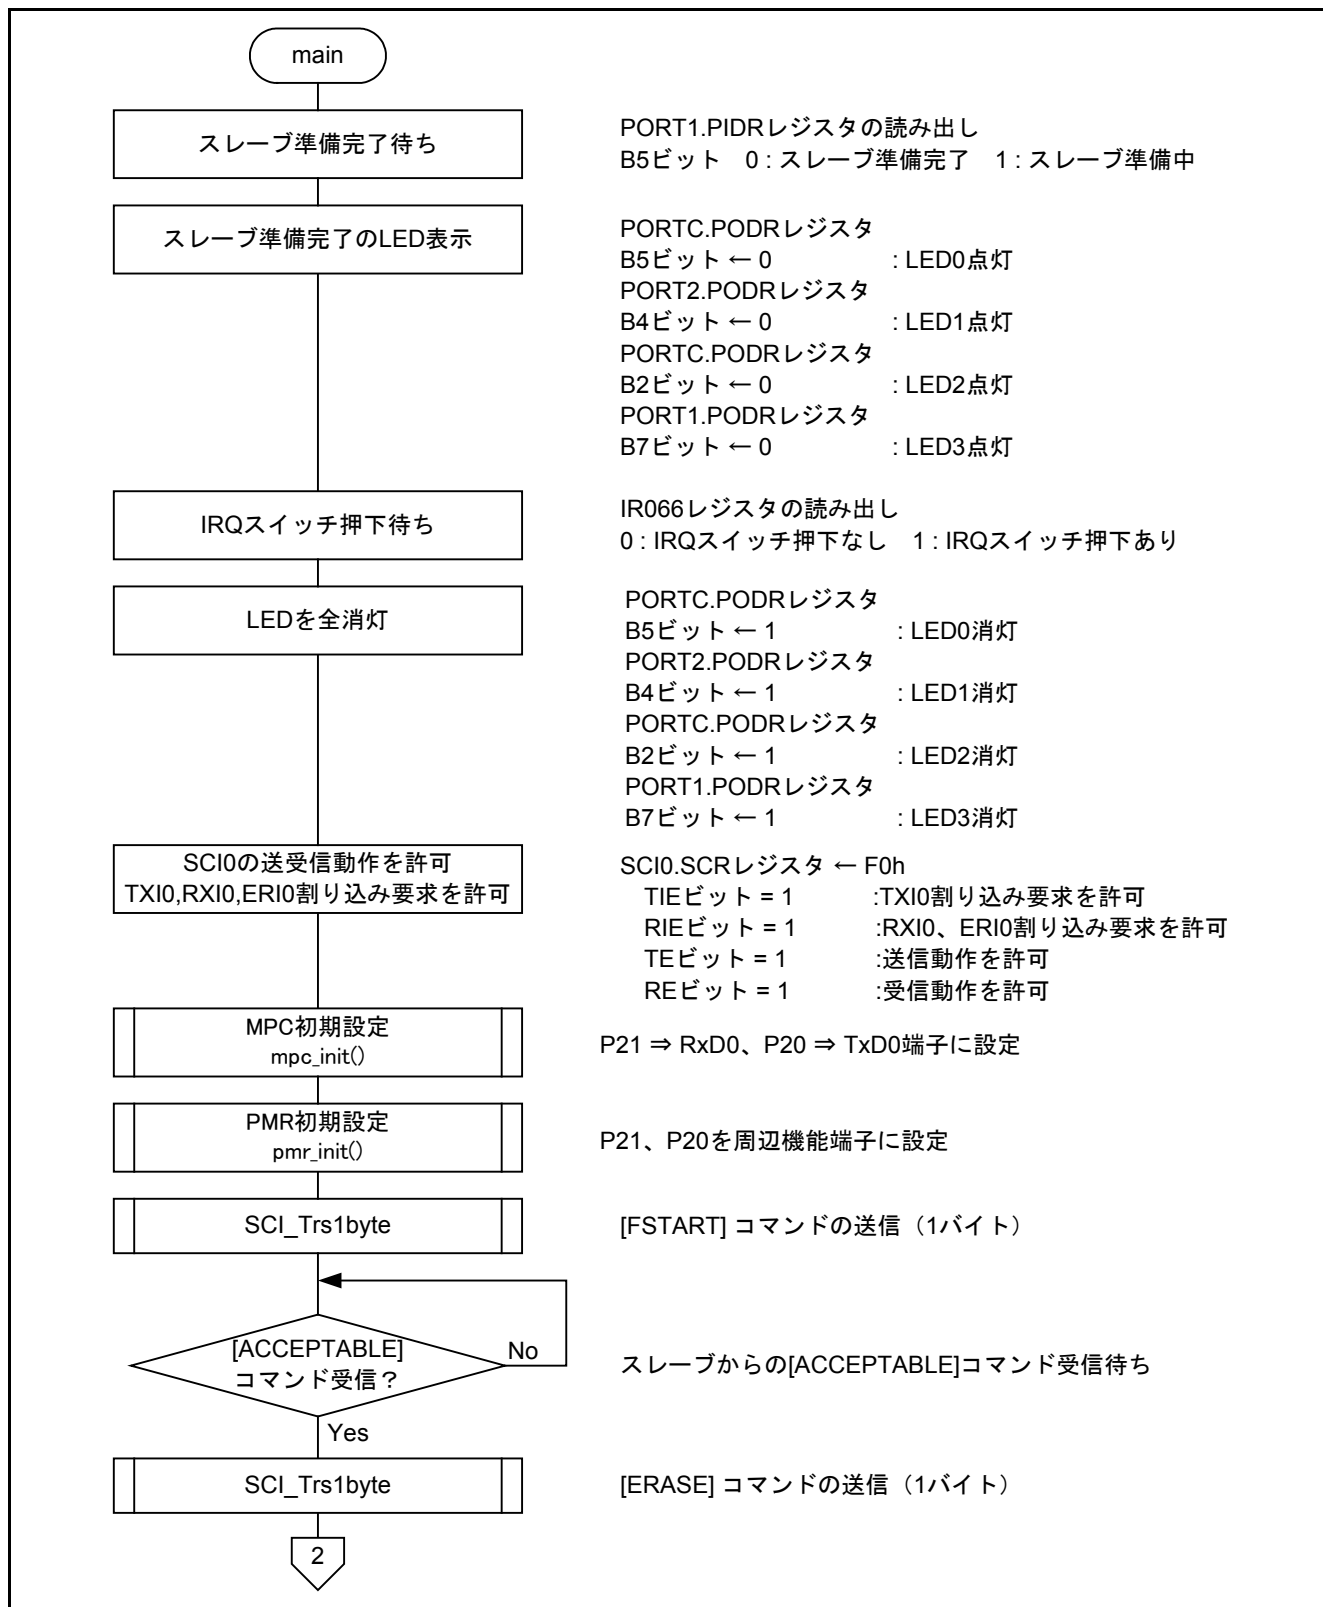 main
スレーブ準備完了待ち
PORT1.PIDRレジスタの読み出し
B5ビット　0 : スレーブ準備完了　1 : スレーブ準備中
スレーブ準備完了のLED表示
PORTC.PODRレジスタ
B5ビット ← 0 : LED0点灯
PORT2.PODRレジスタ
B4ビット ← 0 : LED1点灯
PORTC.PODRレジスタ
B2ビット ← 0 : LED2点灯
PORT1.PODRレジスタ
B7ビット ← 0 : LED3点灯
IRQスイッチ押下待ち
IR066レジスタの読み出し
0 : IRQスイッチ押下なし　1 : IRQスイッチ押下あり
LEDを全消灯
PORTC.PODRレジスタ
B5ビット ← 1 : LED0消灯
PORT2.PODRレジスタ
B4ビット ← 1 : LED1消灯
PORTC.PODRレジスタ
B2ビット ← 1 : LED2消灯
PORT1.PODRレジスタ
B7ビット ← 1 : LED3消灯
SCI0の送受信動作を許可
TXI0,RXI0,ERI0割り込み要求を許可
SCI0.SCRレジスタ ← F0h
TIEビット = 1 :TXI0割り込み要求を許可
RIEビット = 1 :RXI0、ERI0割り込み要求を許可
TEビット = 1 :送信動作を許可
REビット = 1 :受信動作を許可
MPC初期設定
mpc_init()
P21 ⇒ RxD0、P20 ⇒ TxD0端子に設定
PMR初期設定
pmr_init()
P21、P20を周辺機能端子に設定
SCI_Trs1byte
[FSTART] コマンドの送信（1バイト）
[ACCEPTABLE]
コマンド受信？
No
スレーブからの[ACCEPTABLE]コマンド受信待ち
Yes
SCI_Trs1byte
[ERASE] コマンドの送信（1バイト）
2